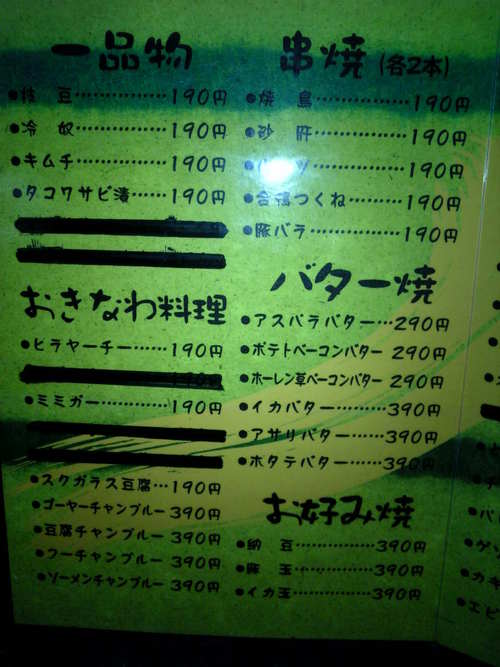 一品物
●枝豆……………190円
●冷奴……………190円
●キムチ…………190円
●タコワサビ漬……190円
おきなわ料理
●ヒラヤーチー……190円
●ミミガー…………190円
●スクガラス豆腐…190円
●ゴーヤーチャンプルー 390円
●豆腐チャンプルー 390円
●フーチャンプルー 390円
●ソーメンチャンプルー 390円
串焼(各2本)
●焼鳥……………190円
●砂肝……………190円
ツ……………190円
●合鴨つくね………190円
●豚バラ……………190円
バター焼
●アスパラバター…290円
●ポテトベーコンバター 290円
●ホーレン草ベーコンバター 290円
●イカバター………390円
●アサリバター……390円
●ホタテバター……390円
お好み焼
●納豆……………390円
●豚玉……………390円
●イカ玉…………390円